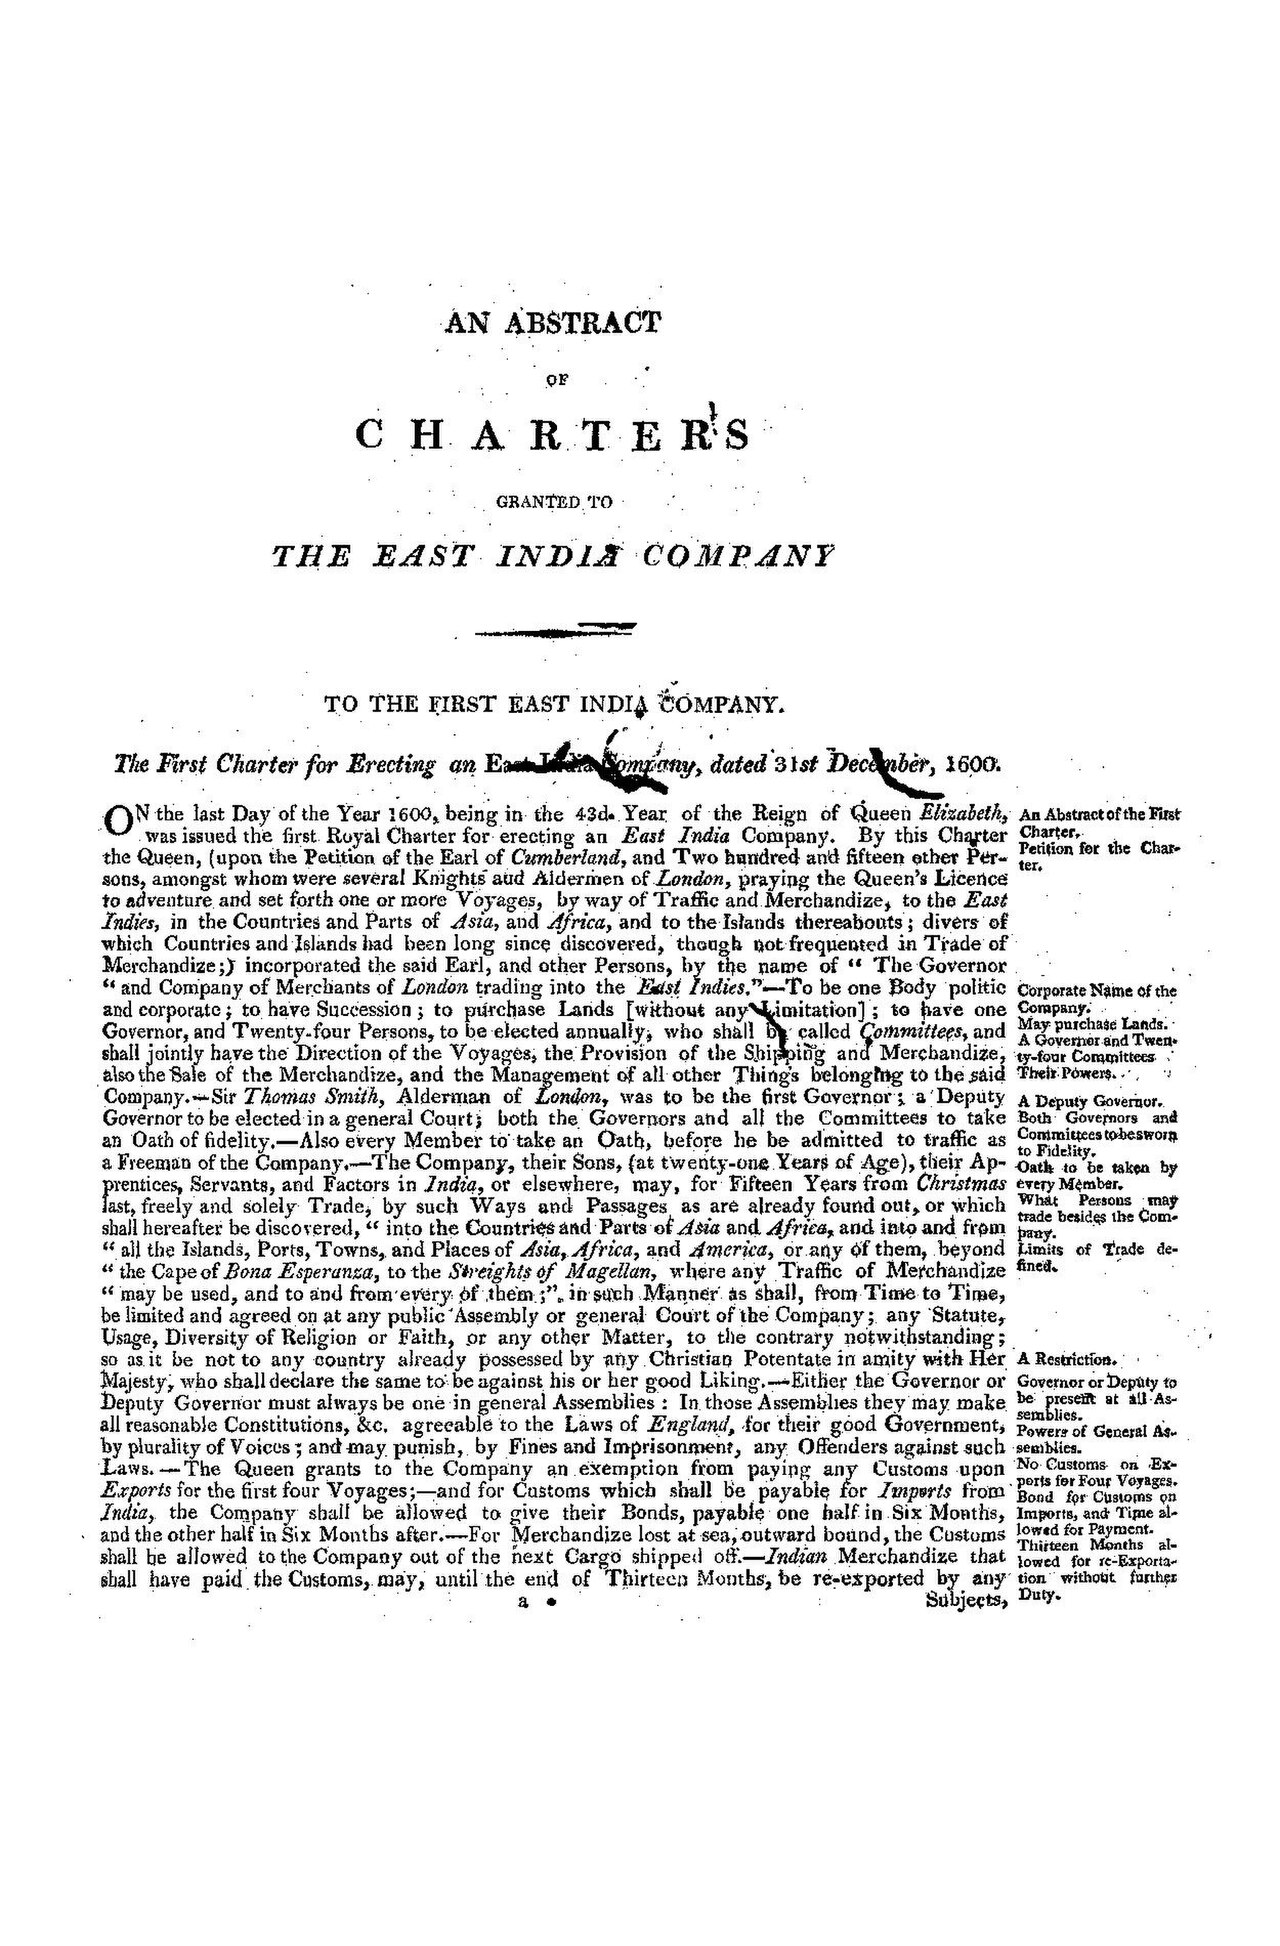 AN ABSTRACT
OF
CHARTERS
GRANTED TO
THE EAST INDIA COMPANY
TO THE FIRST EAST INDIA COMPANY.
The First Charter for Erecting an East India Company, dated 31st December, 1600.
ON the last Day of the Year 1600, being in the 43d. Year of the Reign of Queen Elizabeth,
was issued the first Royal Charter for erecting an East India Company. By this Charter
the Queen, (upon the Petition of the Earl of Cumberland, and Two hundred and fifteen other Per-
sons, amongst whom were several Knights and Aldermen of London, praying the Queen's Licence
to adventure and set forth one or more Voyages, by way of Traffic and Merchandize, to the East
Indies, in the Countries and Parts of Asia, and Africa, and to the Islands thereabouts; divers of
which Countries and Islands had been long since discovered, though not frequented in Trade of
Merchandize;) incorporated the said Earl, and other Persons, by the name of “ The Governor
“ and Company of Merchants of London trading into the East Indies.”—To be one Body politic
and corporate; to have Succession; to purchase Lands [without any Limitation]; to have one
Governor, and Twenty-four Persons, to be elected annually, who shall be called Committees, and
shall jointly have the Direction of the Voyages, the Provision of the Shipping and Merchandize,
also the Sale of the Merchandize, and the Management of all other Things belonging to the said
Company.—Sir Thomas Smith, Alderman of London, was to be the first Governor; a Deputy
Governor to be elected in a general Court; both the Governors and all the Committees to take
an Oath of fidelity.—Also every Member to take an Oath, before he be admitted to traffic as
a Freeman of the Company.—The Company, their Sons, (at twenty-one Years of Age), their Ap-
prentices, Servants, and Factors in India, or elsewhere, may, for Fifteen Years from Christmas
last, freely and solely Trade, by such Ways and Passages as are already found out, or which
shall hereafter be discovered, “ into the Countries and Parts of Asia and Africa, and into and from
“ all the Islands, Ports, Towns, and Places of Asia, Africa, and America, or any of them, beyond
“ the Cape of Bona Esperanza, to the Streights of Magellan, where any Traffic of Merchandize
“ may be used, and to and from every of them;” in such Manner as shall, from Time to Time,
be limited and agreed on at any public Assembly or general Court of the Company; any Statute,
Usage, Diversity of Religion or Faith, or any other Matter, to the contrary notwithstanding;
so as it be not to any country already possessed by any Christian Potentate in amity with Her
Majesty, who shall declare the same to be against his or her good Liking.—Either the Governor or
Deputy Governor must always be one in general Assemblies: In those Assemblies they may make
all reasonable Constitutions, &c. agreeable to the Laws of England, for their good Government,
by plurality of Voices; and may punish, by Fines and Imprisonment, any Offenders against such
Laws.—The Queen grants to the Company an exemption from paying any Customs upon
Exports for the first four Voyages;—and for Customs which shall be payable for Imports from
India, the Company shall be allowed to give their Bonds, payable one half in Six Months,
and the other half in Six Months after.—For Merchandize lost at sea, outward bound, the Customs
shall be allowed to the Company out of the next Cargo shipped off.—Indian Merchandize that
shall have paid the Customs, may, until the end of Thirteen Months, be re-exported by any
a
Subjects,
An Abstract of the First
Charter.
Petition for the Char-
ter.
Corporate Name of the
Company.
May purchase Lands.
A Governor and Twen-
ty-four Committees
Their Powers.
A Deputy Governor.
Both Governors and
Committees to be sworn
to Fidelity.
Oath to be taken by
every Member.
What Persons may
trade besides the Com-
pany.
Limits of Trade de-
fined.
A Restriction.
Governor or Deputy to
be present at all As-
semblies.
Powers of General As-
semblies.
No Customs on Ex-
ports for Four Voyages.
Bond for Customs on
Imports, and Time al-
lowed for Payment.
Thirteen Months al-
lowed for re-Exporta-
tion without further
Duty.